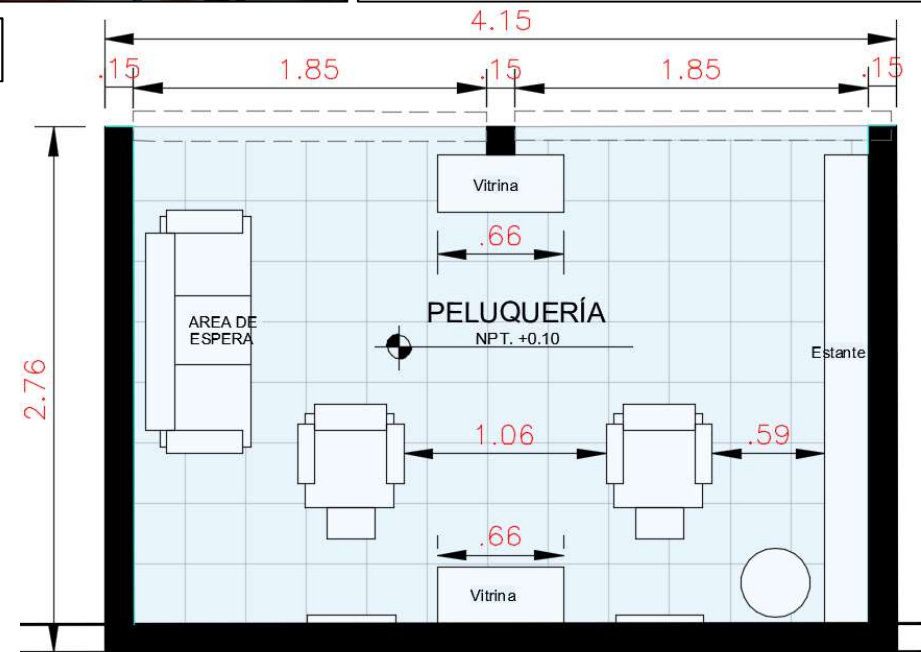 4.15
.15
1.85
.15
1.85
.15
Vitrina
.66
PELUQUERÍA
NPT. +0.10
AREA DE
ESPERA
Estante
2.76
1.06
.59
.66
Vitrina